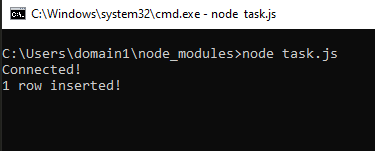 C:\Windows\system32\cmd.exe - node task.js
C:\Users\domain1\node_modules>node task.js
Connected!
1 row inserted!